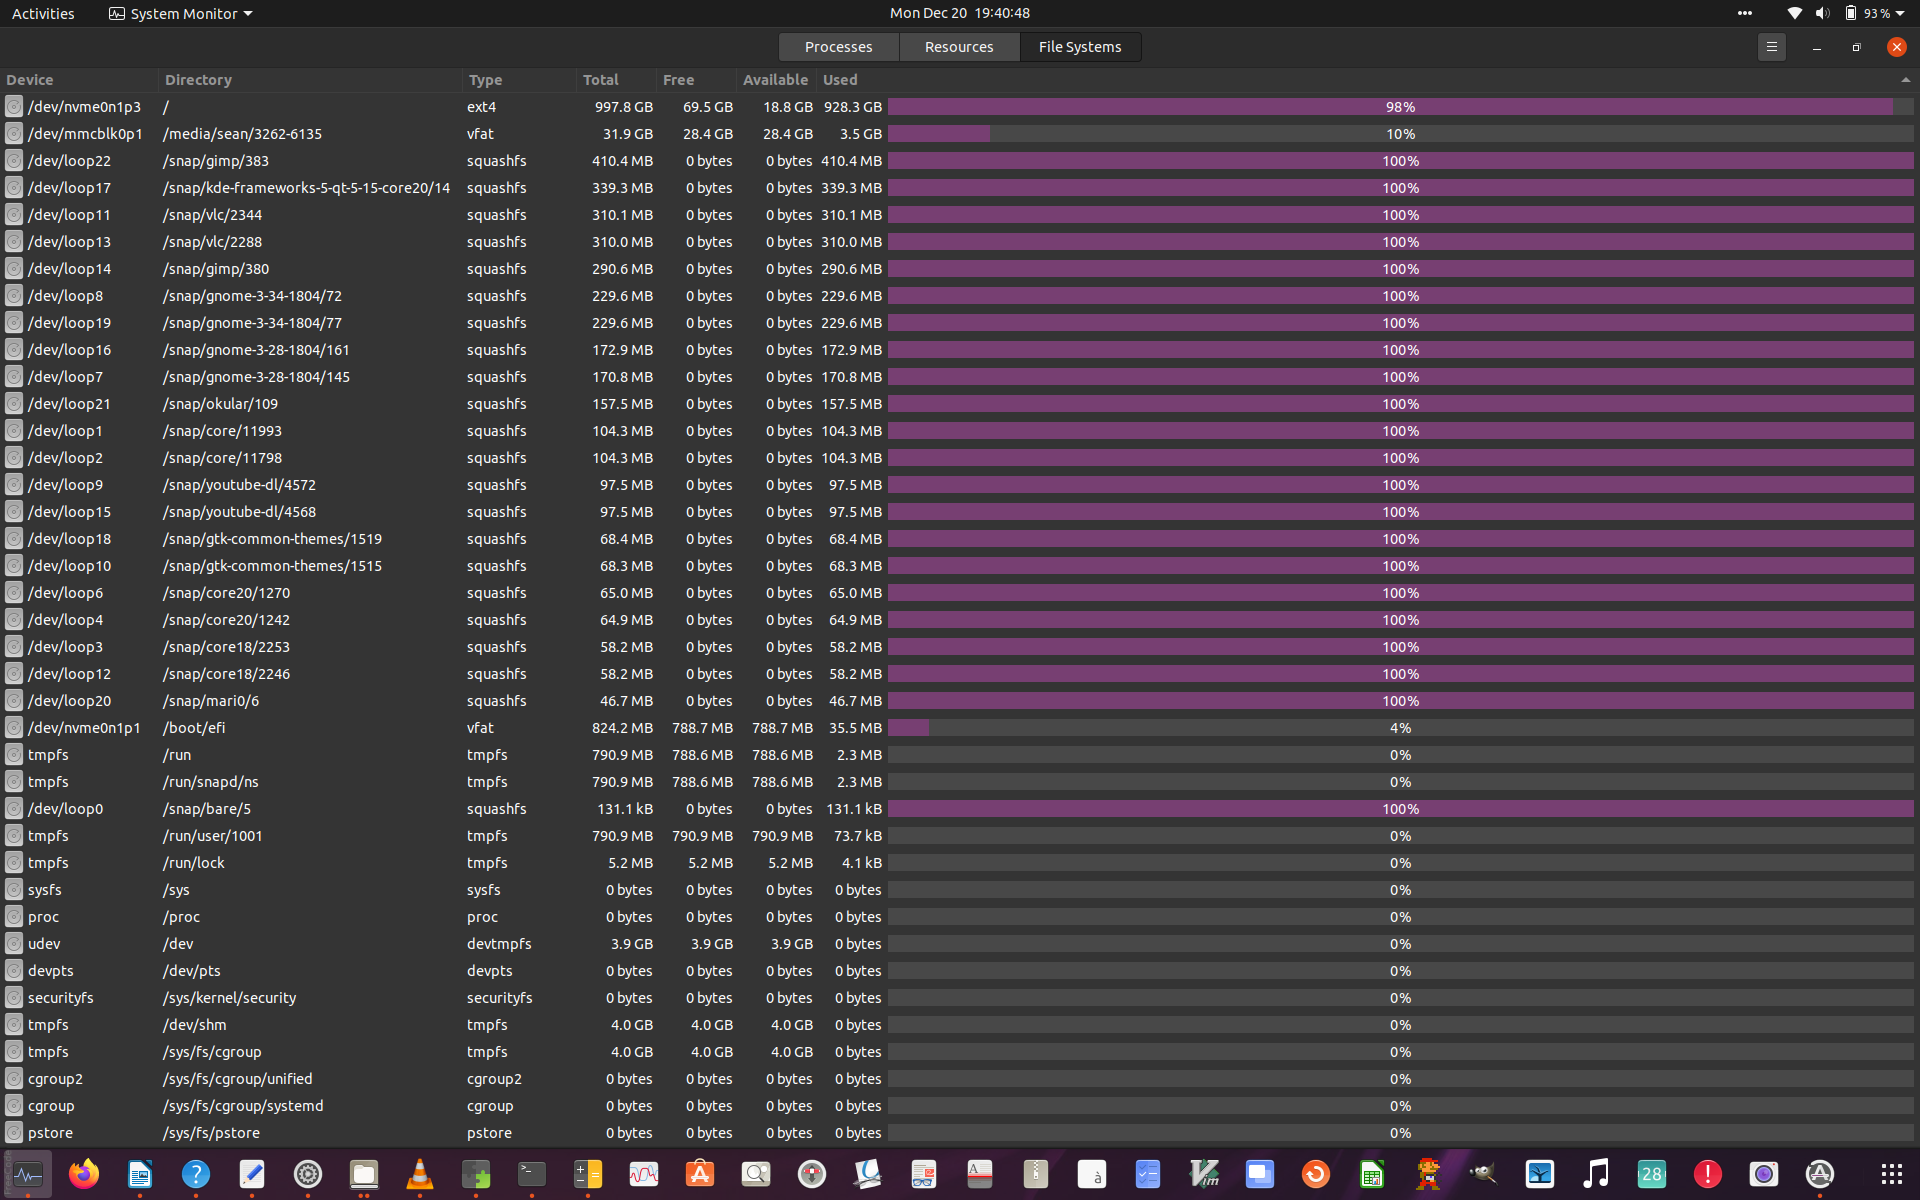 Activities System Monitor Mon Dec 20 19:40:48 93 %
Processes Resources File Systems
Device Directory Type Total Free Available Used
/dev/nvme0n1p3 / ext4 997.8 GB 69.5 GB 18.8 GB 928.3 GB 98%
/dev/mmcblk0p1 /media/sean/3262-6135 vfat 31.9 GB 28.4 GB 28.4 GB 3.5 GB 10%
/dev/loop22 /snap/gimp/383 squashfs 410.4 MB 0 bytes 0 bytes 410.4 MB 100%
/dev/loop17 /snap/kde-frameworks-5-qt-5-15-core20/14 squashfs 339.3 MB 0 bytes 0 bytes 339.3 MB 100%
/dev/loop11 /snap/vlc/2344 squashfs 310.1 MB 0 bytes 0 bytes 310.1 MB 100%
/dev/loop13 /snap/vlc/2288 squashfs 310.0 MB 0 bytes 0 bytes 310.0 MB 100%
/dev/loop14 /snap/gimp/380 squashfs 290.6 MB 0 bytes 0 bytes 290.6 MB 100%
/dev/loop8 /snap/gnome-3-34-1804/72 squashfs 229.6 MB 0 bytes 0 bytes 229.6 MB 100%
/dev/loop19 /snap/gnome-3-34-1804/77 squashfs 229.6 MB 0 bytes 0 bytes 229.6 MB 100%
/dev/loop16 /snap/gnome-3-28-1804/161 squashfs 172.9 MB 0 bytes 0 bytes 172.9 MB 100%
/dev/loop7 /snap/gnome-3-28-1804/145 squashfs 170.8 MB 0 bytes 0 bytes 170.8 MB 100%
/dev/loop21 /snap/okular/109 squashfs 157.5 MB 0 bytes 0 bytes 157.5 MB 100%
/dev/loop1 /snap/core/11993 squashfs 104.3 MB 0 bytes 0 bytes 104.3 MB 100%
/dev/loop2 /snap/core/11798 squashfs 104.3 MB 0 bytes 0 bytes 104.3 MB 100%
/dev/loop9 /snap/youtube-dl/4572 squashfs 97.5 MB 0 bytes 0 bytes 97.5 MB 100%
/dev/loop15 /snap/youtube-dl/4568 squashfs 97.5 MB 0 bytes 0 bytes 97.5 MB 100%
/dev/loop18 /snap/gtk-common-themes/1519 squashfs 68.4 MB 0 bytes 0 bytes 68.4 MB 100%
/dev/loop10 /snap/gtk-common-themes/1515 squashfs 68.3 MB 0 bytes 0 bytes 68.3 MB 100%
/dev/loop6 /snap/core20/1270 squashfs 65.0 MB 0 bytes 0 bytes 65.0 MB 100%
/dev/loop4 /snap/core20/1242 squashfs 64.9 MB 0 bytes 0 bytes 64.9 MB 100%
/dev/loop3 /snap/core18/2253 squashfs 58.2 MB 0 bytes 0 bytes 58.2 MB 100%
/dev/loop12 /snap/core18/2246 squashfs 58.2 MB 0 bytes 0 bytes 58.2 MB 100%
/dev/loop20 /snap/mari0/6 squashfs 46.7 MB 0 bytes 0 bytes 46.7 MB 100%
/dev/nvme0n1p1 /boot/efi vfat 824.2 MB 788.7 MB 788.7 MB 35.5 MB 4%
tmpfs /run tmpfs 790.9 MB 788.6 MB 788.6 MB 2.3 MB 0%
tmpfs /run/snapd/ns tmpfs 790.9 MB 788.6 MB 788.6 MB 2.3 MB 0%
/dev/loop0 /snap/bare/5 squashfs 131.1 kB 0 bytes 0 bytes 131.1 kB 100%
tmpfs /run/user/1001 tmpfs 790.9 MB 790.9 MB 790.9 MB 73.7 kB 0%
tmpfs /run/lock tmpfs 5.2 MB 5.2 MB 5.2 MB 4.1 kB 0%
sysfs /sys sysfs 0 bytes 0 bytes 0 bytes 0 bytes 0%
proc /proc proc 0 bytes 0 bytes 0 bytes 0 bytes 0%
udev /dev devtmpfs 3.9 GB 3.9 GB 3.9 GB 0 bytes 0%
devpts /dev/pts devpts 0 bytes 0 bytes 0 bytes 0 bytes 0%
securityfs /sys/kernel/security securityfs 0 bytes 0 bytes 0 bytes 0 bytes 0%
tmpfs /dev/shm tmpfs 4.0 GB 4.0 GB 4.0 GB 0 bytes 0%
tmpfs /sys/fs/cgroup tmpfs 4.0 GB 4.0 GB 4.0 GB 0 bytes 0%
cgroup2 /sys/fs/cgroup/unified cgroup2 0 bytes 0 bytes 0 bytes 0 bytes 0%
cgroup /sys/fs/cgroup/systemd cgroup 0 bytes 0 bytes 0 bytes 0 bytes 0%
pstore /sys/fs/pstore pstore 0 bytes 0 bytes 0 bytes 0 bytes 0%
28